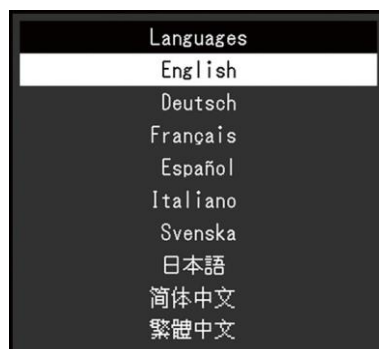 Languages
English
Deutsch
Français
Español
Italiano
Svenska
日本語
简体中文
繁體中文